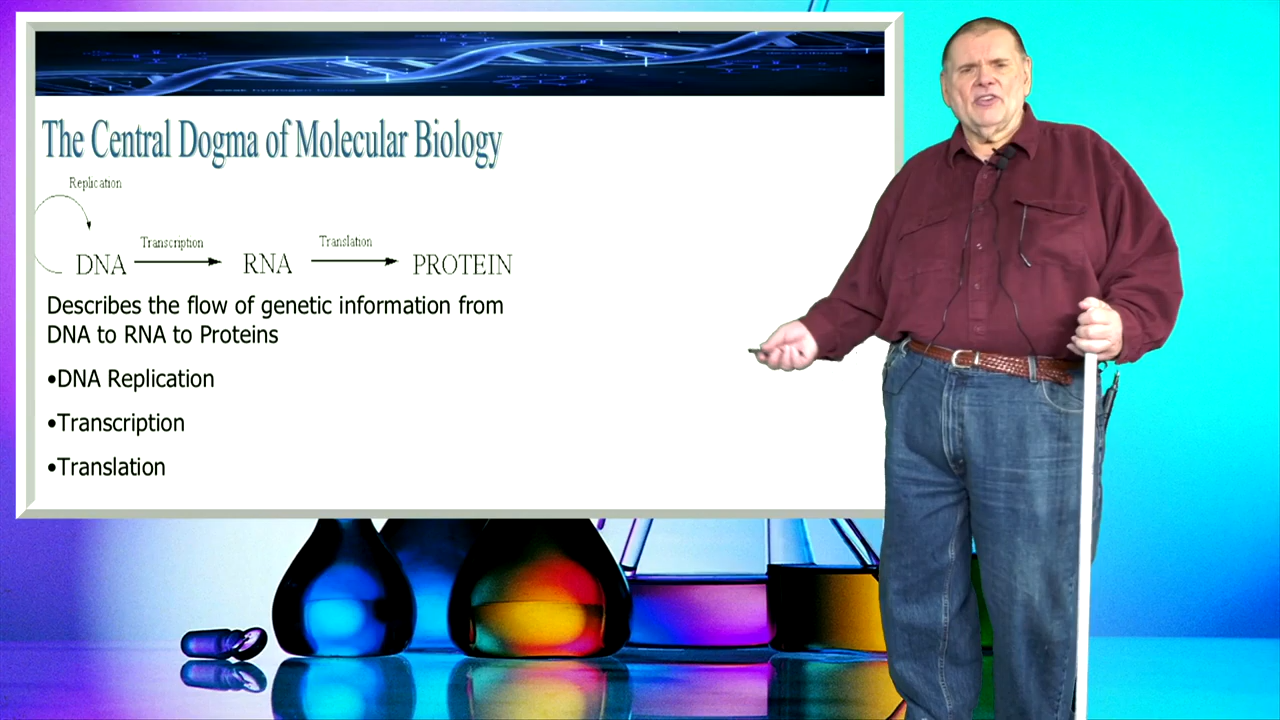 The Central Dogma of Molecular Biology
Replication
Transcription
Translation
DNA
RNA
PROTEIN
Describes the flow of genetic information from
DNA to RNA to Proteins
•DNA Replication
•Transcription
•Translation